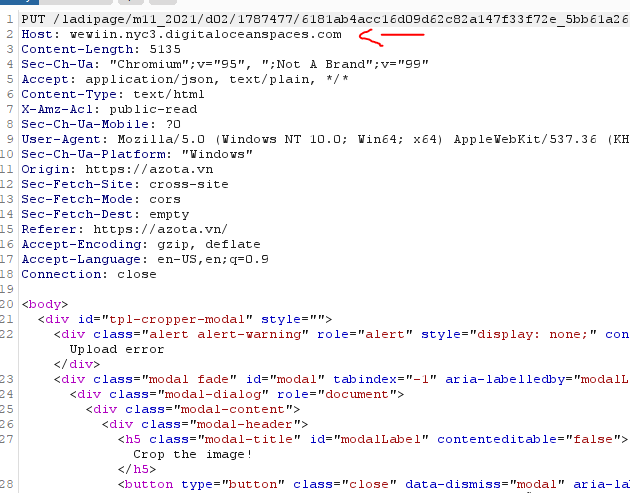 1 PUT /ladipage/m11_2021/d02/1787477/6181ab4acc16d09d62c82a147f33f72e_5bb61a26
2 Host: wewiin.nyc3.digitaloceanspaces.com
3 Content-Length: 5135
4 Sec-Ch-Ua: "Chromium";v="95", ";Not A Brand";v="99"
5 Accept: application/json, text/plain, */*
6 Content-Type: text/html
7 X-Amz-Acl: public-read
8 Sec-Ch-Ua-Mobile: ?0
9 User-Agent: Mozilla/5.0 (Windows NT 10.0; Win64; x64) AppleWebKit/537.36 (KH
10 Sec-Ch-Ua-Platform: "Windows"
11 Origin: https://azota.vn
12 Sec-Fetch-Site: cross-site
13 Sec-Fetch-Mode: cors
14 Sec-Fetch-Dest: empty
15 Referer: https://azota.vn/
16 Accept-Encoding: gzip, deflate
17 Accept-Language: en-US,en;q=0.9
18 Connection: close
19
20 <body>
21 <div id="tpl-cropper-modal" style="">
22 <div class="alert alert-warning" role="alert" style="display: none;" con
Upload error
</div>
23 <div class="modal fade" id="modal" tabindex="-1" aria-labelledby="modalL
24 <div class="modal-dialog" role="document">
25 <div class="modal-content">
26 <div class="modal-header">
27 <h5 class="modal-title" id="modalLabel" contenteditable="false">
Crop the image!
</h5>
28 <button type="button" class="close" data-dismiss="modal" aria-la